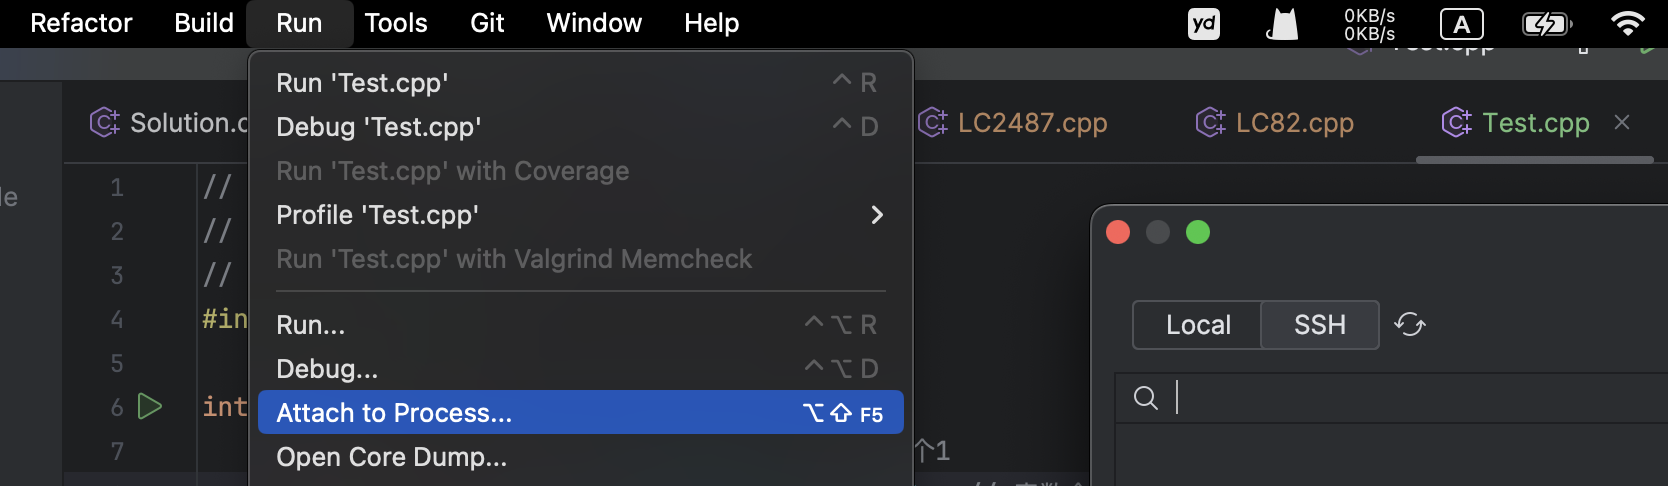 Refactor Build Run Tools Git Window Help yd 0KB/s A
0KB/s
Test.cpp
Solution.c LC2487.cpp LC82.cpp Test.cpp
Run 'Test.cpp' ^ R
Debug 'Test.cpp' ^ D
Run 'Test.cpp' with Coverage
Profile 'Test.cpp'
Run 'Test.cpp' with Valgrind Memcheck
Run... ^⌥ R
Debug... ^⌥ D
Attach to Process... ⌥⇧ F5
Open Core Dump...
le
1 //
2 //
3 //
4 #in
5
6 int
7 个1
//
Local SSH